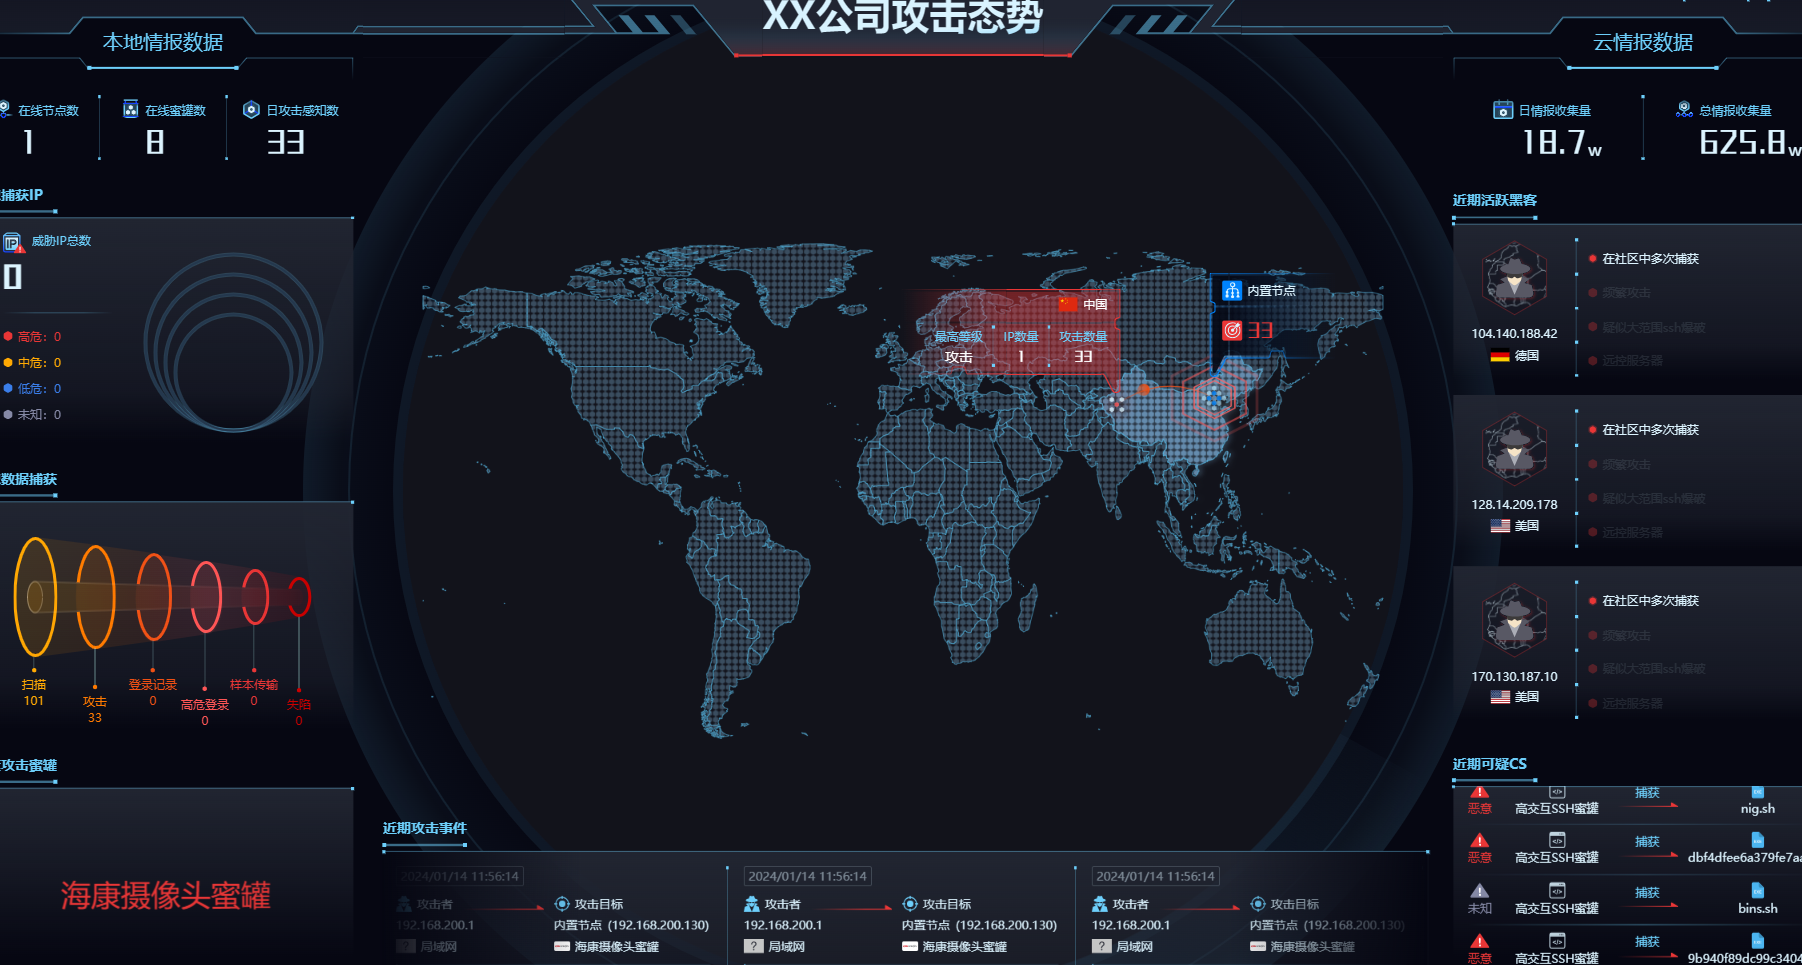 XX公司攻击态势
本地情报数据
在线节点数
1
在线蜜罐数
8
日攻击感知数
33
捕获IP
威胁IP总数
0
高危: 0
中危: 0
低危: 0
未知: 0
数据捕获
扫描
101
攻击
33
登录记录
0
高危登录
0
样本传输
0
失陷
0
攻击蜜罐
海康摄像头蜜罐
中国
最高等级 IP数量 攻击数量
攻击 1 33
内置节点
33
近期攻击事件
2024/01/14 11:56:14
攻击者
192.168.200.1
? 局域网
攻击目标
内置节点 (192.168.200.130)
海康摄像头蜜罐
2024/01/14 11:56:14
攻击者
192.168.200.1
? 局域网
攻击目标
内置节点 (192.168.200.130)
海康摄像头蜜罐
2024/01/14 11:56:14
攻击者
192.168.200.1
? 局域网
攻击目标
内置节点 (192.168.200.130)
海康摄像头蜜罐
云情报数据
日情报收集量
18.7w
总情报收集量
625.8w
近期活跃黑客
104.140.188.42
德国
在社区中多次捕获
频繁攻击
疑似大范围ssh爆破
远控服务器
128.14.209.178
美国
在社区中多次捕获
频繁攻击
疑似大范围ssh爆破
远控服务器
170.130.187.10
美国
在社区中多次捕获
频繁攻击
疑似大范围ssh爆破
远控服务器
近期可疑CS
恶意 高交互SSH蜜罐 捕获 nig.sh
恶意 高交互SSH蜜罐 捕获 dbf4dfee6a379fe7aa
未知 高交互SSH蜜罐 捕获 bins.sh
恶意 高交互SSH蜜罐 捕获 9b940f89dc99c3404